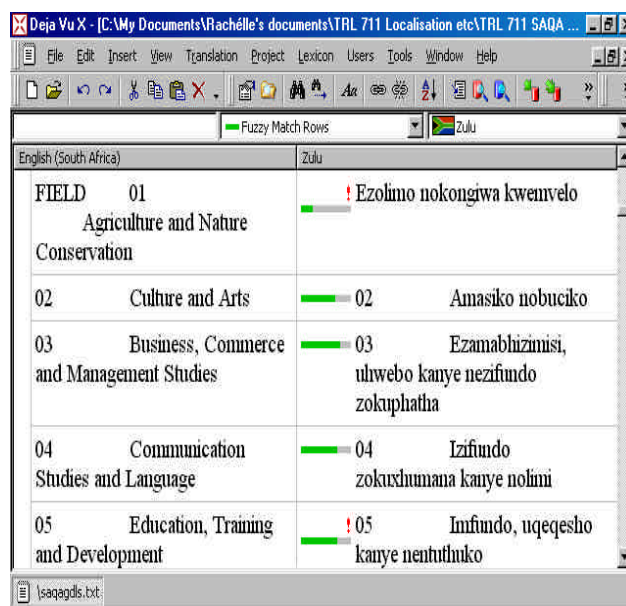 Deja Vu X - [C:\My Documents\Rachélle's documents\TRL 711 Localisation etc\TRL 711 SAQA ...
File Edit Insert View Translation Project Lexicon Users Tools Window Help
Fuzzy Match Rows Zulu
English (South Africa) Zulu
FIELD 01
Agriculture and Nature
Conservation
! Ezolimo nokongiwa kwemvelo
02 Culture and Arts
02 Amasiko nobuciko
03 Business, Commerce
and Management Studies
03 Ezamabhizimisi,
uhwebo kanye nezifundo
zokuphatha
04 Communication
Studies and Language
04 Izifundo
zokuxhumana kanye nolimi
05 Education, Training
and Development
! 05 Imfundo, uqeqesho
kanye nentuthuko
\saqagdls.txt